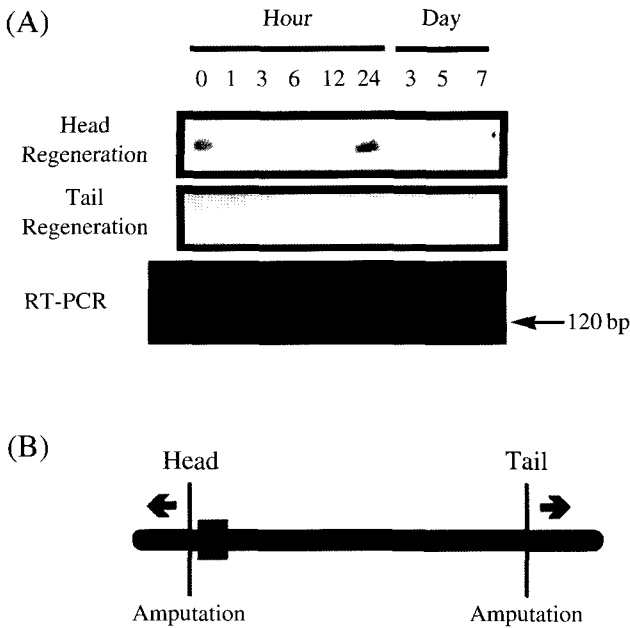 (A)
Hour Day
0 1 3 6 12 24 3 5 7
Head
Regeneration
Tail
Regeneration
RT-PCR
120 bp
(B)
Head Tail
Amputation Amputation